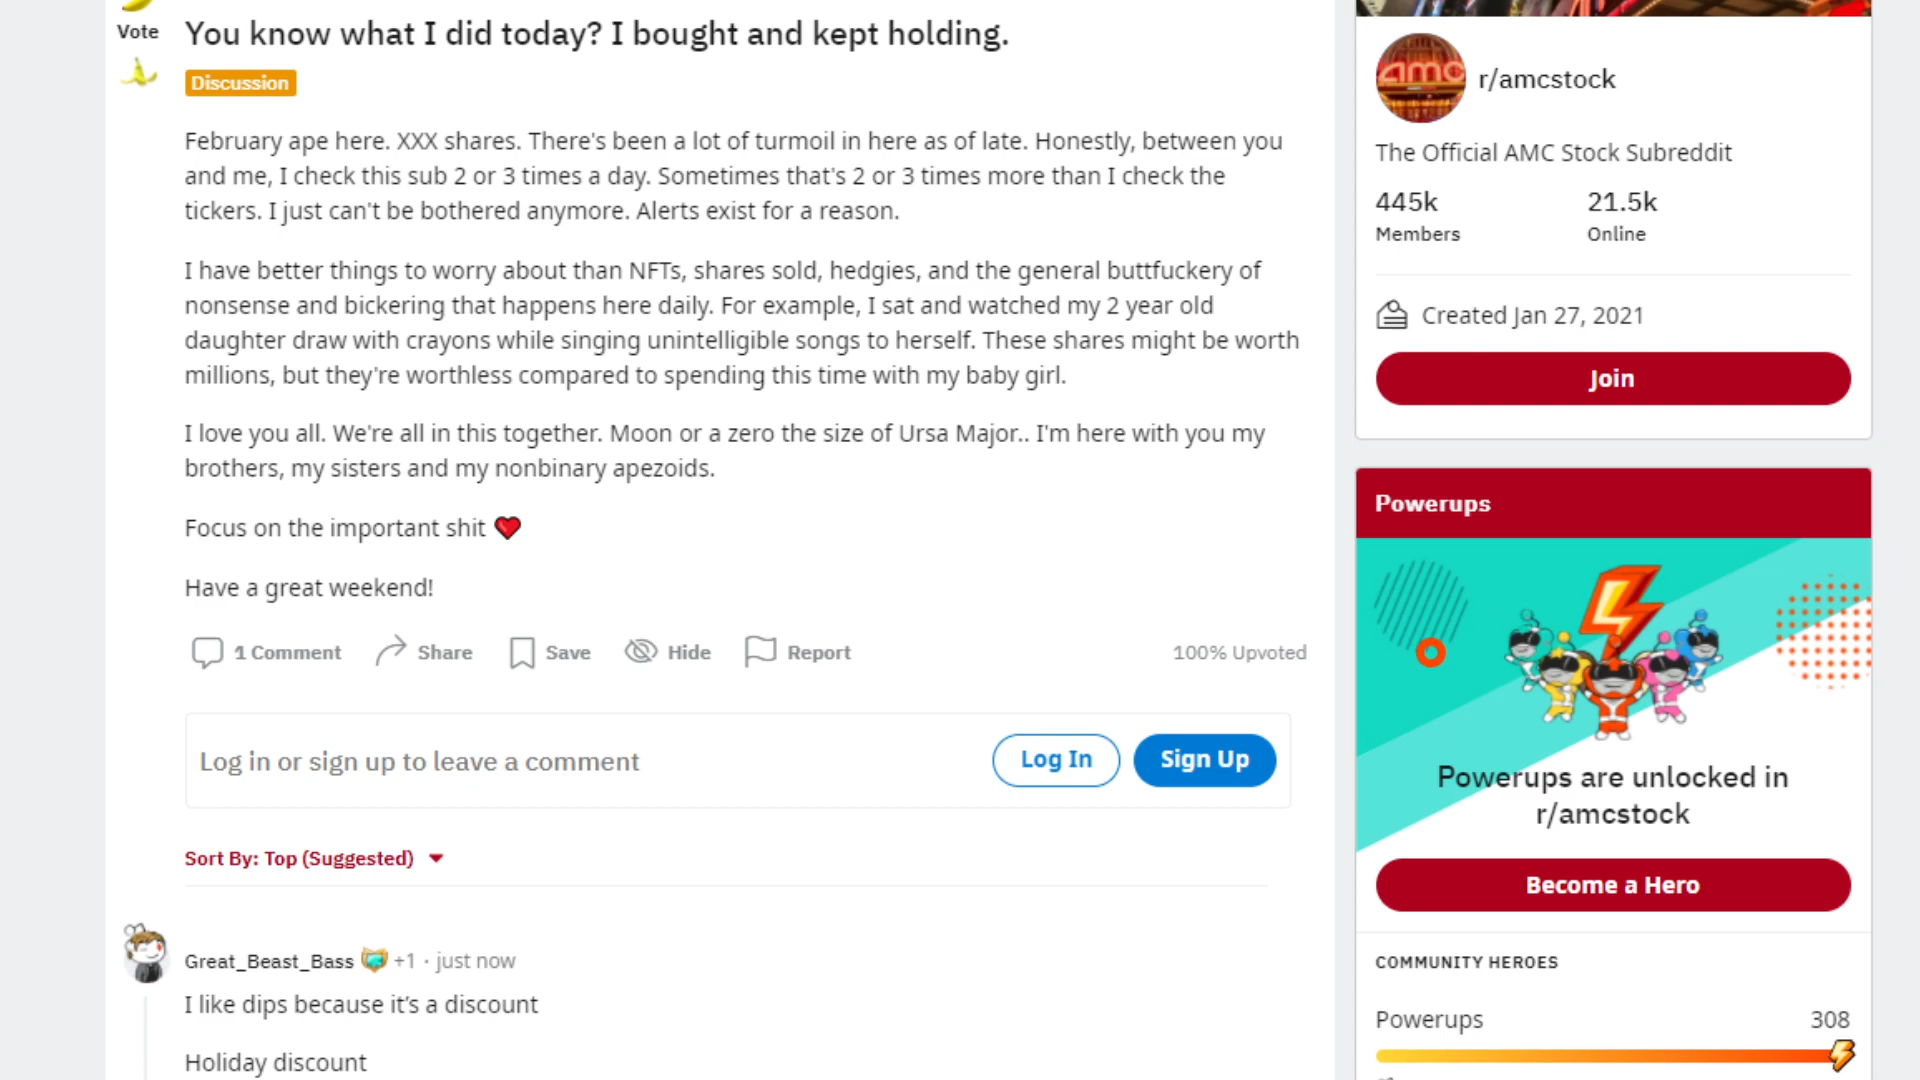 Vote
You know what I did today? I bought and kept holding.
Discussion
February ape here. XXX shares. There's been a lot of turmoil in here as of late. Honestly, between you
and me, I check this sub 2 or 3 times a day. Sometimes that's 2 or 3 times more than I check the
tickers. I just can't be bothered anymore. Alerts exist for a reason.
I have better things to worry about than NFTs, shares sold, hedgies, and the general buttfuckery of
nonsense and bickering that happens here daily. For example, I sat and watched my 2 year old
daughter draw with crayons while singing unintelligible songs to herself. These shares might be worth
millions, but they're worthless compared to spending this time with my baby girl.
I love you all. We're all in this together. Moon or a zero the size of Ursa Major.. I'm here with you my
brothers, my sisters and my nonbinary apezoids.
Focus on the important shit ❤️
Have a great weekend!
1 Comment Share Save Hide Report 100% Upvoted
Log in or sign up to leave a comment Log In Sign Up
Sort By: Top (Suggested)
Great_Beast_Bass +1 · just now
I like dips because it's a discount
Holiday discount
amc
r/amcstock
The Official AMC Stock Subreddit
445k 21.5k
Members Online
Created Jan 27, 2021
Join
Powerups
Powerups are unlocked in
r/amcstock
Become a Hero
COMMUNITY HEROES
Powerups 308